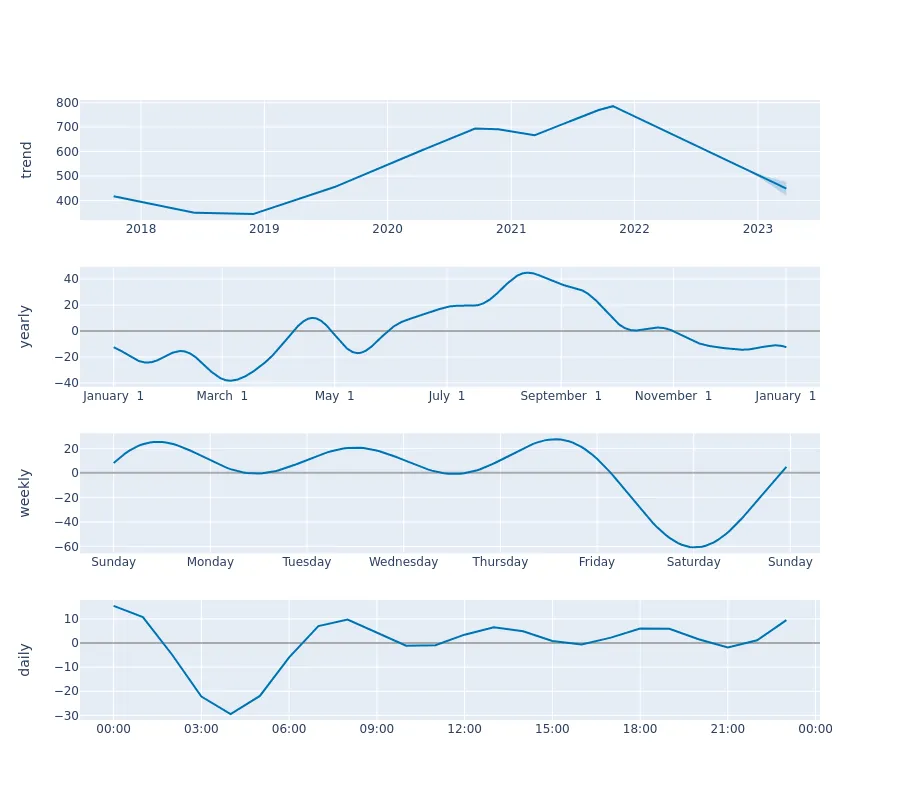 trend
800
700
600
500
400
2018 2019 2020 2021 2022 2023
yearly
40
20
0
−20
−40
January 1 March 1 May 1 July 1 September 1 November 1 January 1
weekly
20
0
−20
−40
−60
Sunday Monday Tuesday Wednesday Thursday Friday Saturday Sunday
daily
10
0
−10
−20
−30
00:00 03:00 06:00 09:00 12:00 15:00 18:00 21:00 00:00